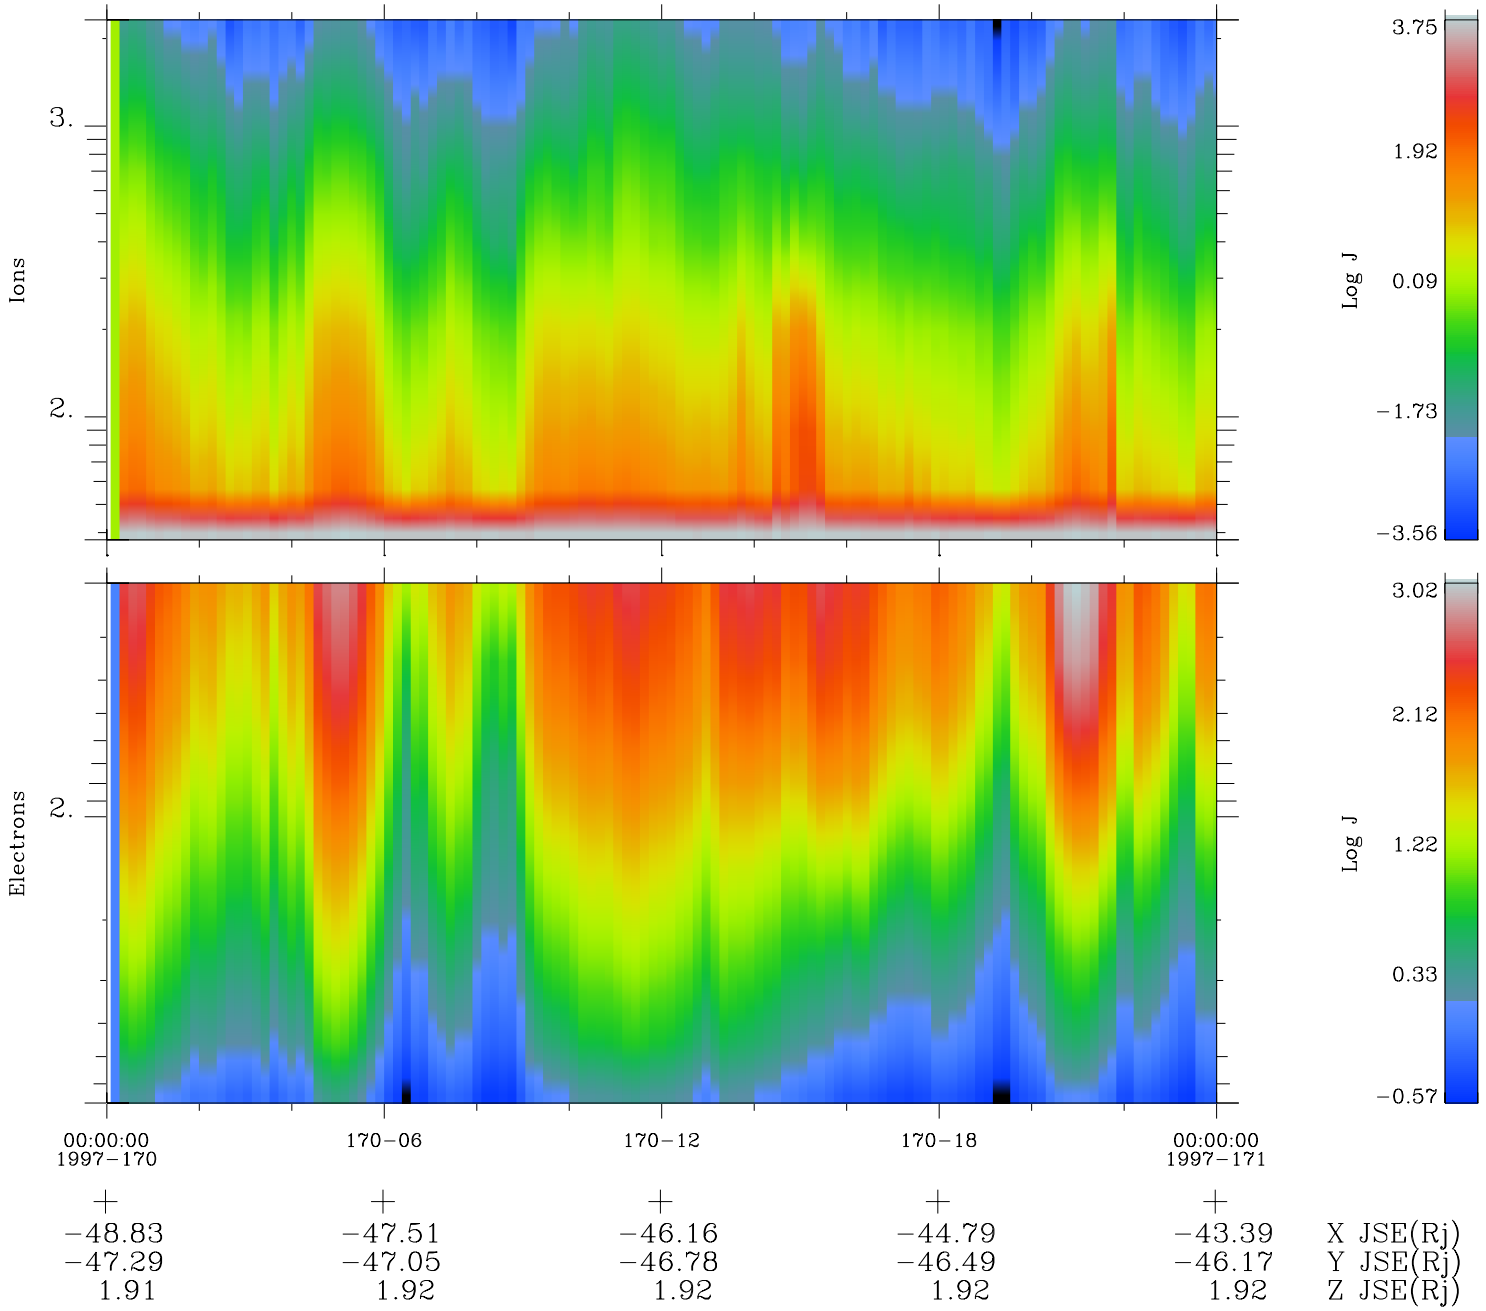 3.
2.
Ions
3.75
1.92
0.09
−1.73
−3.56
Log J
2.
Electrons
3.02
2.12
1.22
0.33
−0.57
Log J
00:00:00 170−06 170−12 170−18 00:00:00
1997−170 1997−171
−48.83 −47.51 −46.16 −44.79 −43.39 X JSE(Rj)
−47.29 −47.05 −46.78 −46.49 −46.17 Y JSE(Rj)
1.91 1.92 1.92 1.92 1.92 Z JSE(Rj)